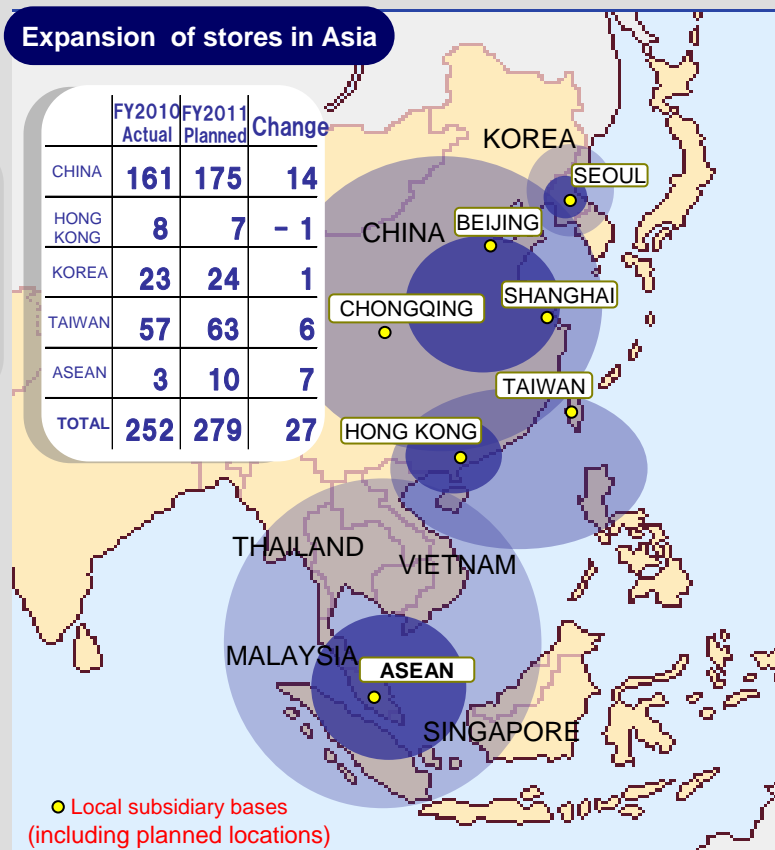 Expansion of stores in Asia
FY2010 FY2011 Change
Actual Planned
CHINA 161 175 14
HONG KONG 8 7 －1
KOREA 23 24 1
TAIWAN 57 63 6
ASEAN 3 10 7
TOTAL 252 279 27
KOREA
SEOUL
CHINA
BEIJING
CHONGQING
SHANGHAI
TAIWAN
HONG KONG
THAILAND
VIETNAM
MALAYSIA
ASEAN
SINGAPORE
Local subsidiary bases
(including planned locations)